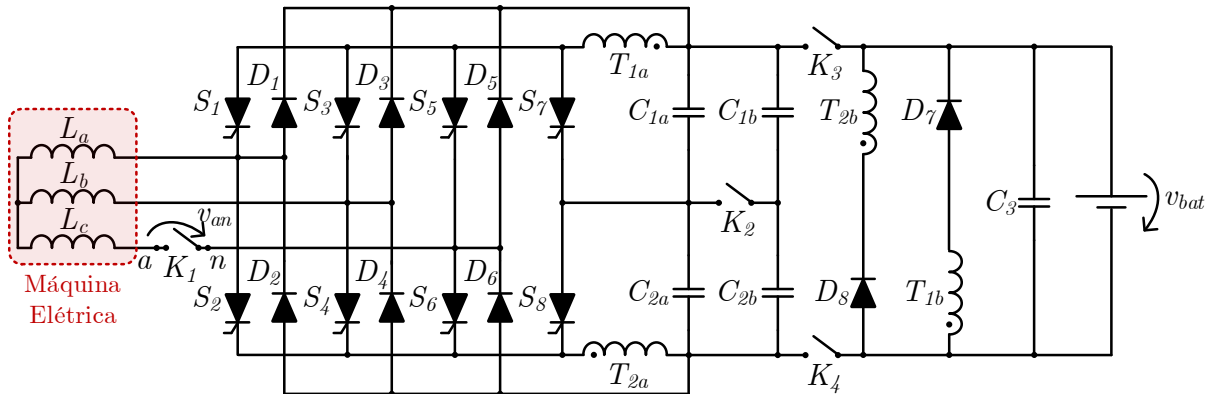 T1a
K3
D1
D3
D5
S1
S3
S5
S7
C1a
C1b
T2b
D7
La
Lb
Lc
van
vbat
C3
K2
a
K1
n
Máquina
Elétrica
D2
D4
D6
S2
S4
S6
S8
C2a
C2b
D8
T1b
T2a
K4